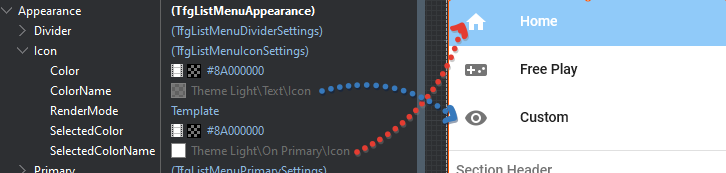 Appearance (TfgListMenuAppearance)
Divider (TfgListMenuDividerSettings)
Icon (TfgListMenuIconSettings)
Color #8A000000
ColorName Theme Light\Text\Icon
RenderMode Template
SelectedColor #8A000000
SelectedColorName Theme Light\On Primary\Icon
Primary (TfgListMenuPrimarySettings)
Home
Free Play
Custom
Section Header